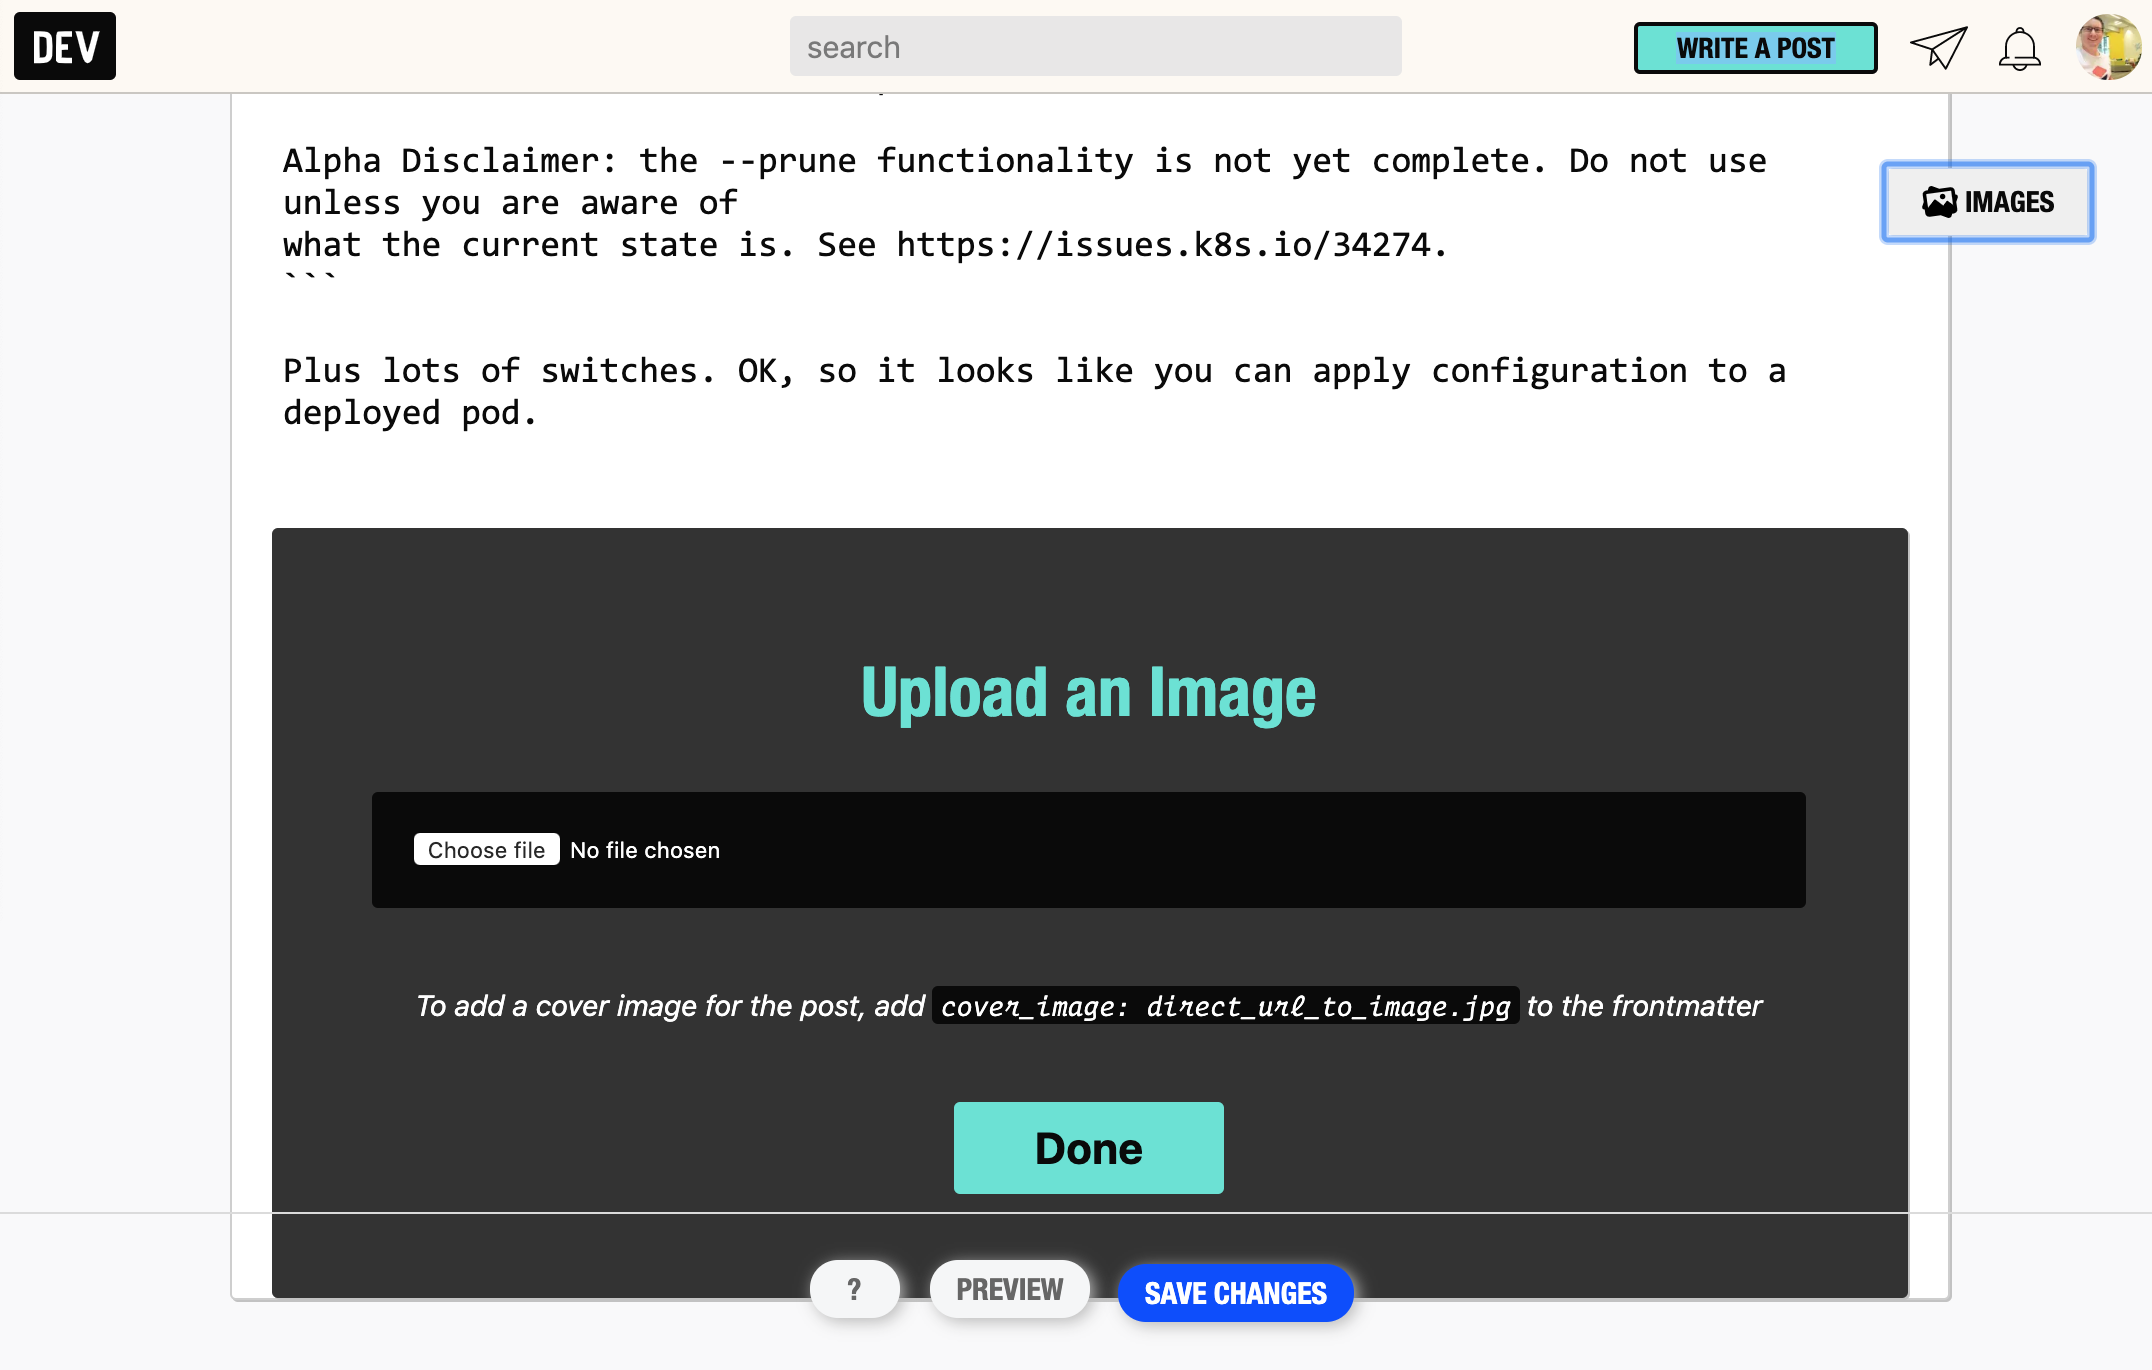 DEV
search
WRITE A POST
Alpha Disclaimer: the --prune functionality is not yet complete. Do not use
unless you are aware of
what the current state is. See https://issues.k8s.io/34274.
```
IMAGES
Plus lots of switches. OK, so it looks like you can apply configuration to a
deployed pod.
Upload an Image
Choose file No file chosen
To add a cover image for the post, add cover_image: direct_url_to_image.jpg to the frontmatter
Done
?
PREVIEW
SAVE CHANGES